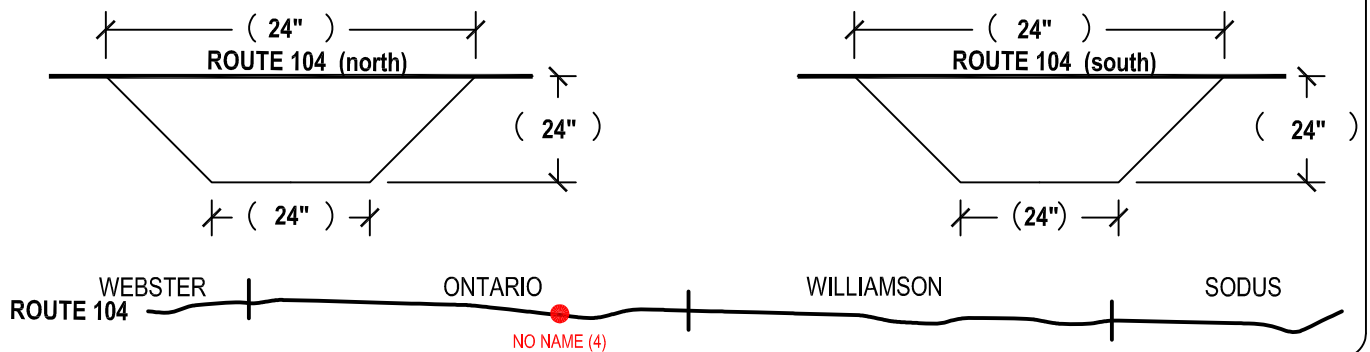 ( 24" ) ( 24" )
ROUTE 104 (north) ROUTE 104 (south)
( 24" ) ( 24" )
( 24" ) (24")
WEBSTER ONTARIO WILLIAMSON SODUS
ROUTE 104
NO NAME (4)